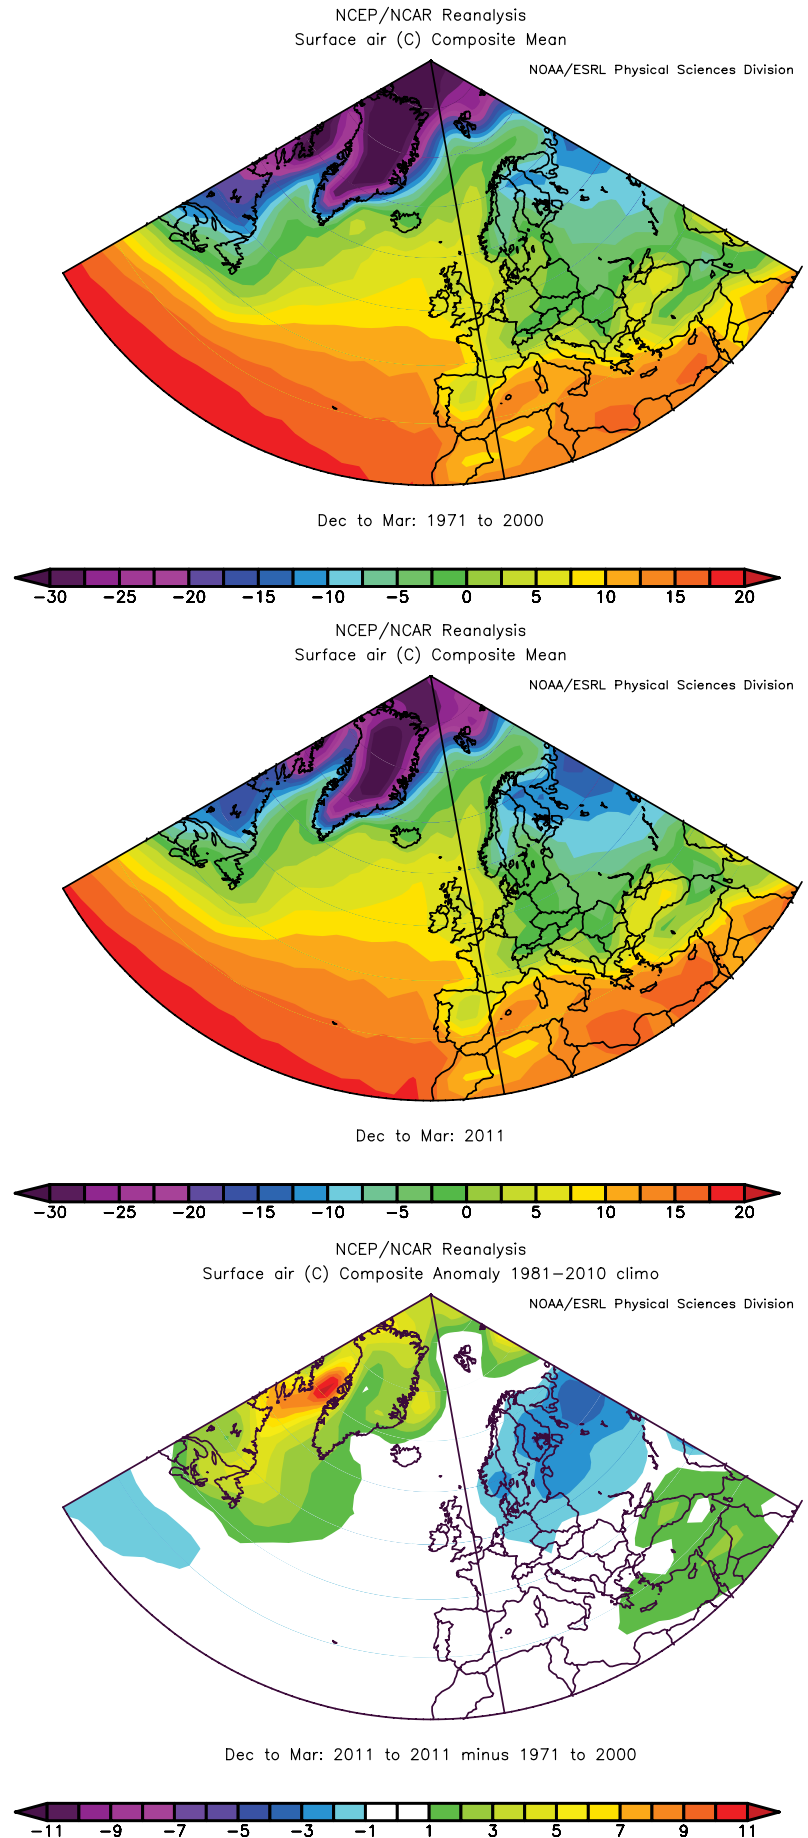 NCEP/NCAR Reanalysis
Surface air (C) Composite Mean
NOAA/ESRL Physical Sciences Division
Dec to Mar: 1971 to 2000
-30 -25 -20 -15 -10 -5 0 5 10 15 20
NCEP/NCAR Reanalysis
Surface air (C) Composite Mean
NOAA/ESRL Physical Sciences Division
Dec to Mar: 2011
-30 -25 -20 -15 -10 -5 0 5 10 15 20
NCEP/NCAR Reanalysis
Surface air (C) Composite Anomaly 1981-2010 climo
NOAA/ESRL Physical Sciences Division
Dec to Mar: 2011 to 2011 minus 1971 to 2000
-11 -9 -7 -5 -3 -1 1 3 5 7 9 11